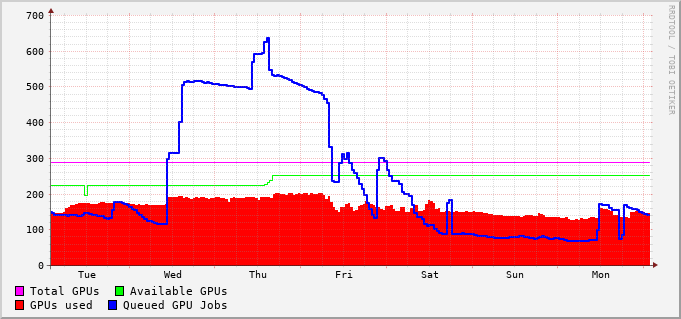 700
600
500
400
300
200
100
0
Tue Wed Thu Fri Sat Sun Mon
Total GPUs Available GPUs
GPUs used Queued GPU Jobs
RRDTOOL / TOBI OETIKER